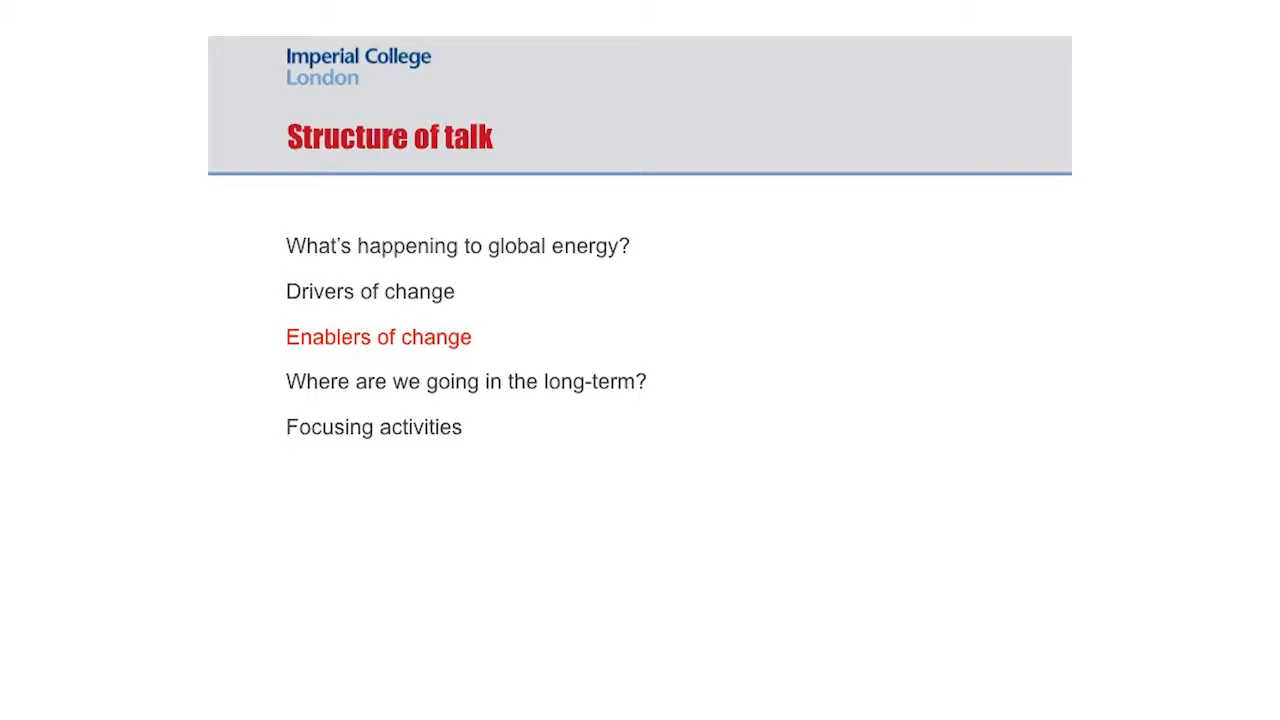 Imperial College
London
Structure of talk
What’s happening to global energy?
Drivers of change
Enablers of change
Where are we going in the long-term?
Focusing activities